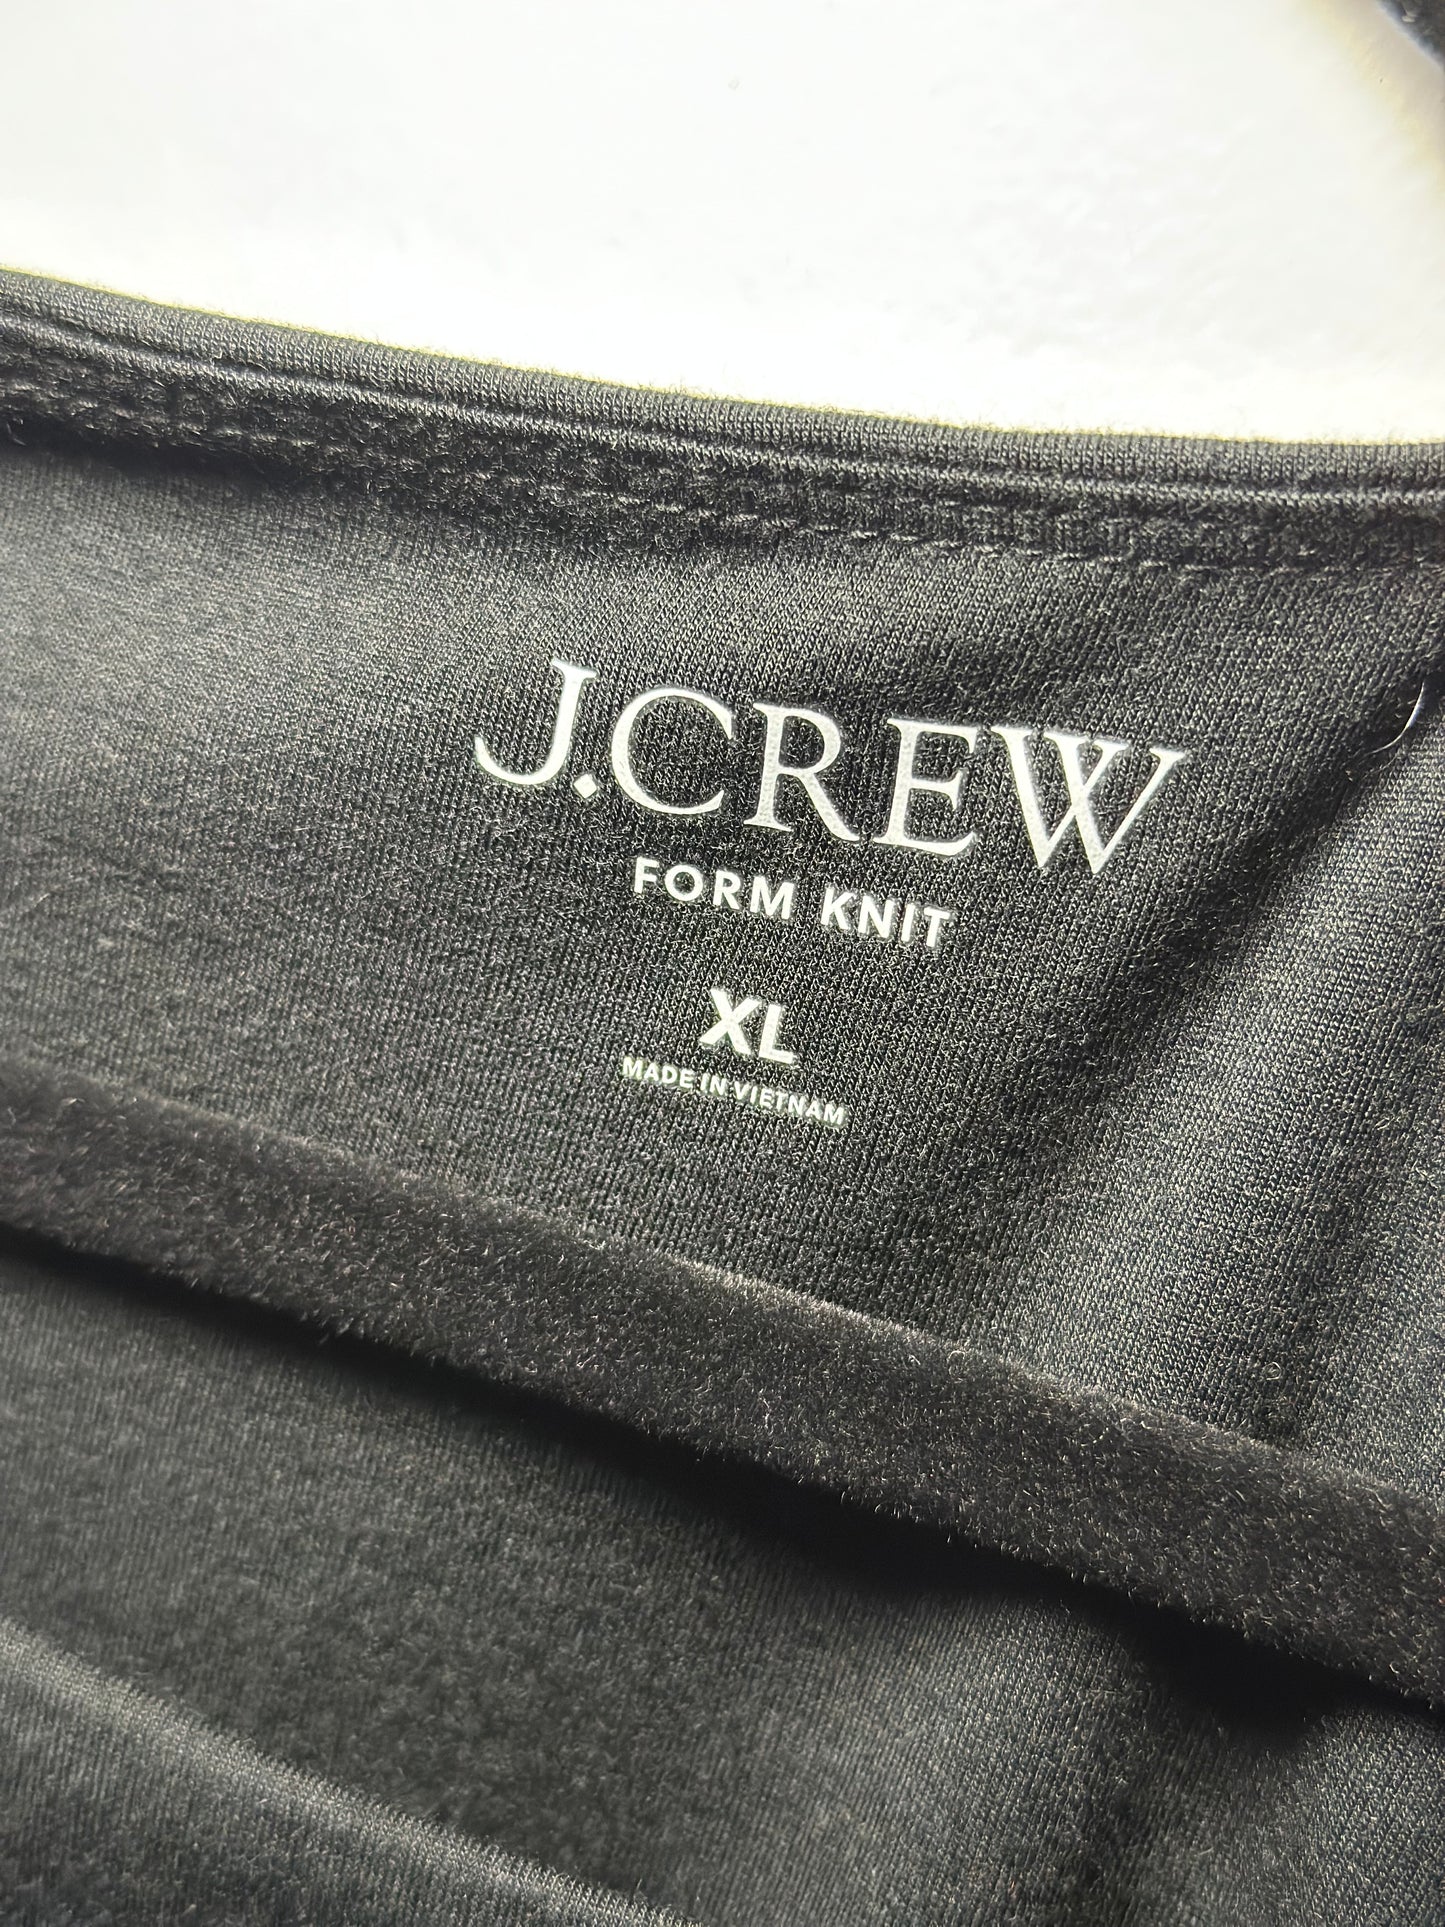 J.CREW
FORM KNIT
XL
MADE IN VIETNAM